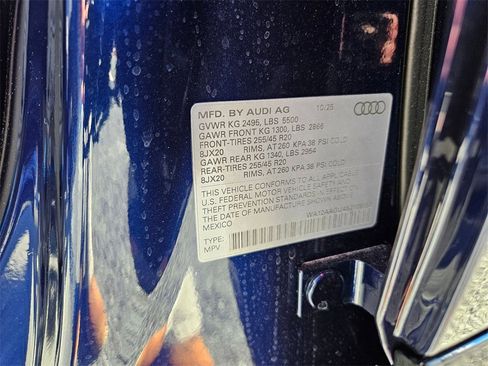 MFD. BY AUDI AG 10/25
GVWR KG 2495, LBS 5500
GAWR FRONT KG 1300, LBS 2866
FRONT-TIRES 255/45 R20
8JX20 RIMS, AT 260 KPA 38 PSI COLD
GAWR REAR KG 1340, LBS 2954
REAR-TIRES 255/45 R20
8JX20 RIMS, AT 260 KPA 38 PSI COLD
THIS VEHICLE CONFORMS TO ALL APPLICABLE
U.S. FEDERAL MOTOR VEHICLE SAFETY
THEFT PREVENTION STANDARDS IN EFFECT
THE DATE OF MANUFACTURE SHOWN
MEXICO
TYPE:
MPV